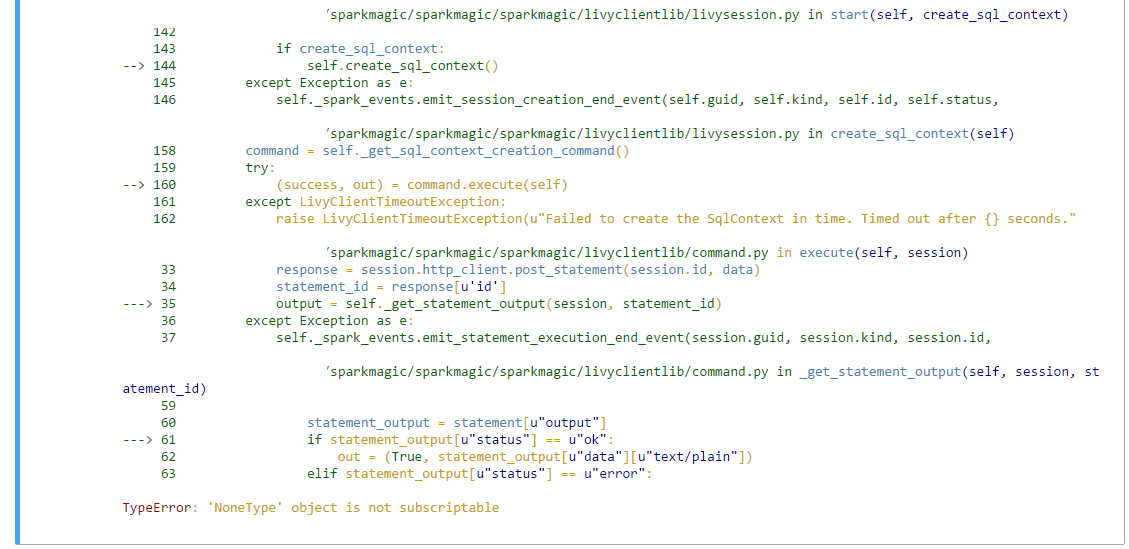 'sparkmagic/sparkmagic/sparkmagic/livyclientlib/livysession.py in start(self, create_sql_context)
142
143 if create_sql_context:
--> 144 self.create_sql_context()
145 except Exception as e:
146 self._spark_events.emit_session_creation_end_event(self.guid, self.kind, self.id, self.status,
'sparkmagic/sparkmagic/sparkmagic/livyclientlib/livysession.py in create_sql_context(self)
158 command = self._get_sql_context_creation_command()
159 try:
--> 160 (success, out) = command.execute(self)
161 except LivyClientTimeoutException:
162 raise LivyClientTimeoutException(u"Failed to create the SqlContext in time. Timed out after {} seconds."
'sparkmagic/sparkmagic/sparkmagic/livyclientlib/command.py in execute(self, session)
33 response = session.http_client.post_statement(session.id, data)
34 statement_id = response[u'id']
---> 35 output = self._get_statement_output(session, statement_id)
36 except Exception as e:
37 self._spark_events.emit_statement_execution_end_event(session.guid, session.kind, session.id,
'sparkmagic/sparkmagic/sparkmagic/livyclientlib/command.py in _get_statement_output(self, session, st
atement_id)
59
60 statement_output = statement[u"output"]
---> 61 if statement_output[u"status"] == u"ok":
62 out = (True, statement_output[u"data"][u"text/plain"])
63 elif statement_output[u"status"] == u"error":
TypeError: 'NoneType' object is not subscriptable